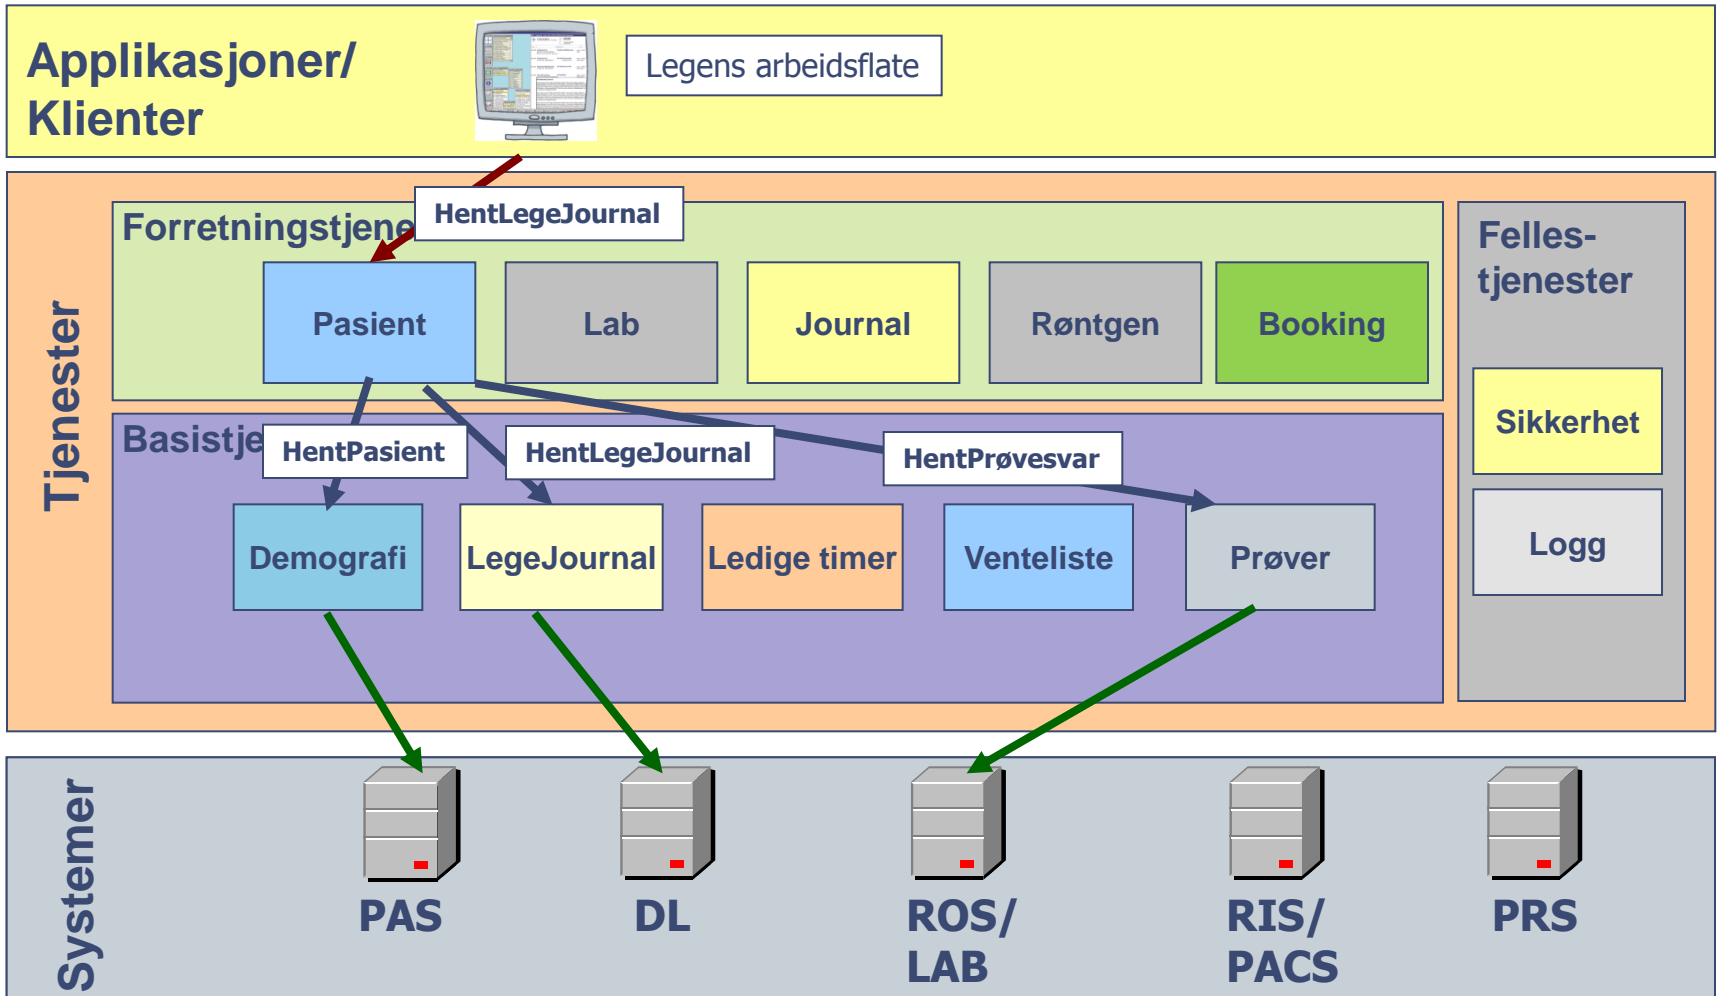 Applikasjoner/
Klienter
Legens arbeidsflate
Tjenester
Forretningstjene
HentLegeJournal
Pasient
Lab
Journal
Røntgen
Booking
Felles-
tjenester
Sikkerhet
Logg
Basistje
HentPasient
HentLegeJournal
HentPrøvesvar
Demografi
LegeJournal
Ledige timer
Venteliste
Prøver
Systemer
PAS
DL
ROS/
LAB
RIS/
PACS
PRS